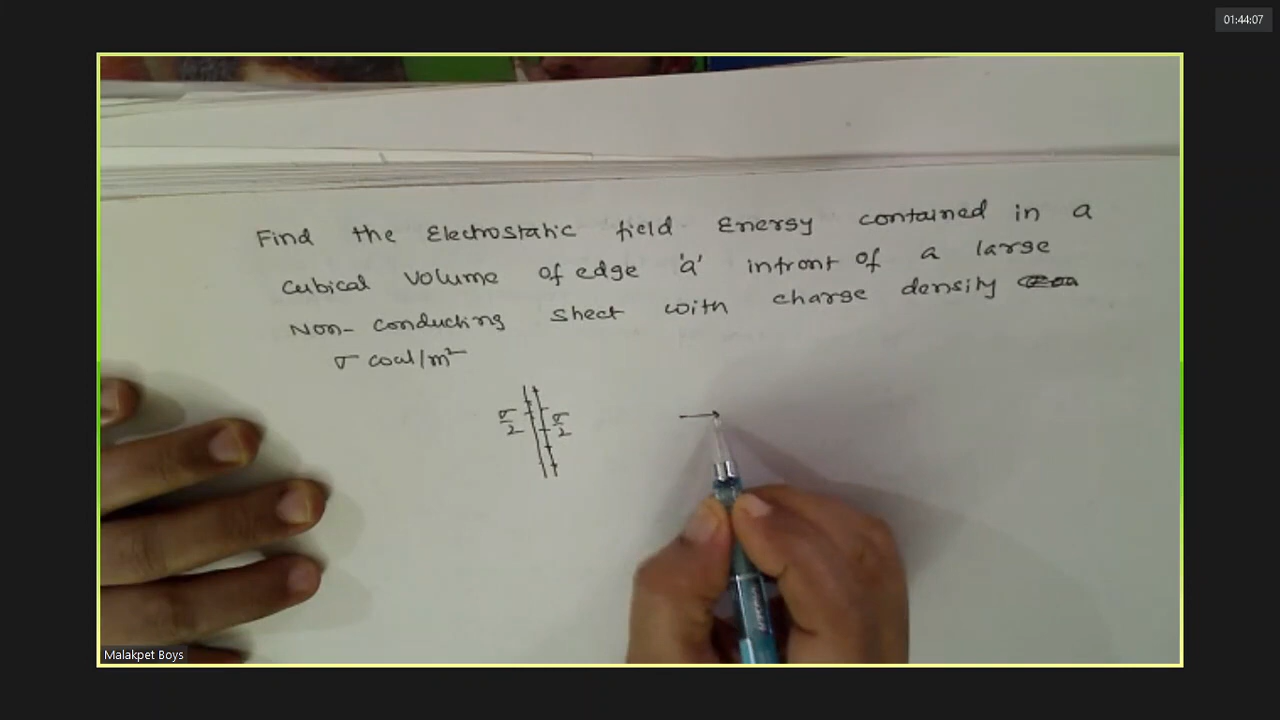 01:44:07
Find the Electrostatic field Energy contained in a
cubical volume of edge 'a' infront of a large
Non-conducting sheet with charge density
σ coul/m²
σ/2 σ/2
Malakpet Boys